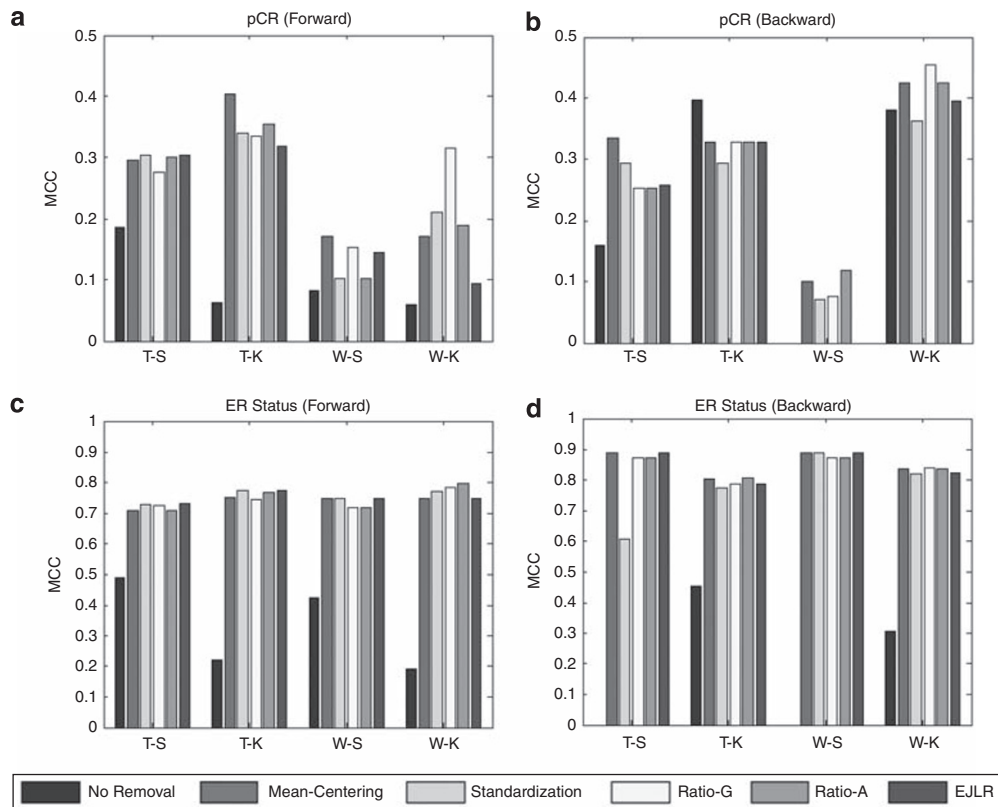 a
pCR (Forward)
0.5
0.4
0.3
0.2
0.1
0
MCC
T-S T-K W-S W-K
b
pCR (Backward)
0.5
0.4
0.3
0.2
0.1
0
MCC
T-S T-K W-S W-K
c
ER Status (Forward)
1
0.9
0.8
0.7
0.6
0.5
0.4
0.3
0.2
0.1
0
MCC
T-S T-K W-S W-K
d
ER Status (Backward)
1
0.9
0.8
0.7
0.6
0.5
0.4
0.3
0.2
0.1
0
MCC
T-S T-K W-S W-K
No Removal Mean-Centering Standardization Ratio-G Ratio-A EJLR